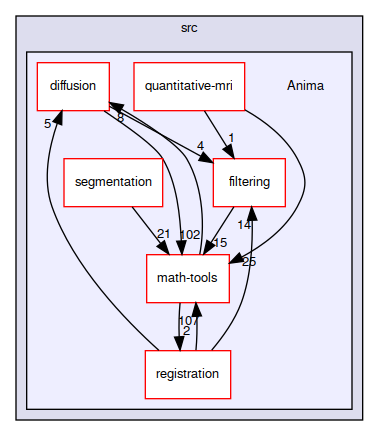 src
diffusion
quantitative-mri
Anima
5
8
4
1
segmentation
filtering
21
102
15
14
25
math-tools
107
2
registration